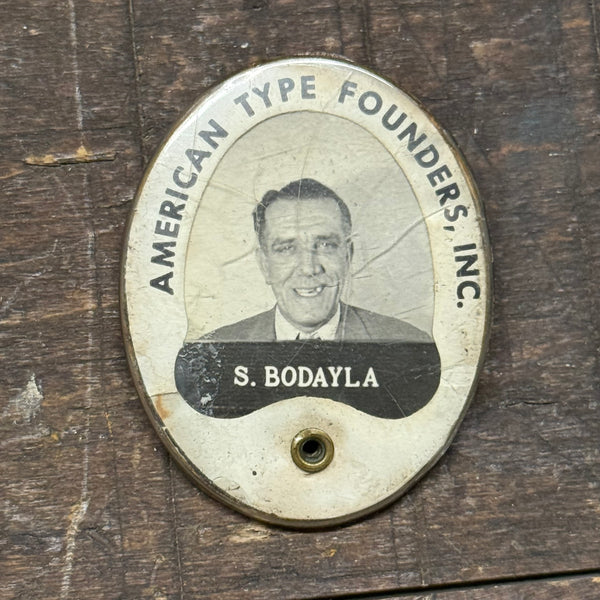 AMERICAN TYPE FOUNDERS, INC.
S. BODAYLA